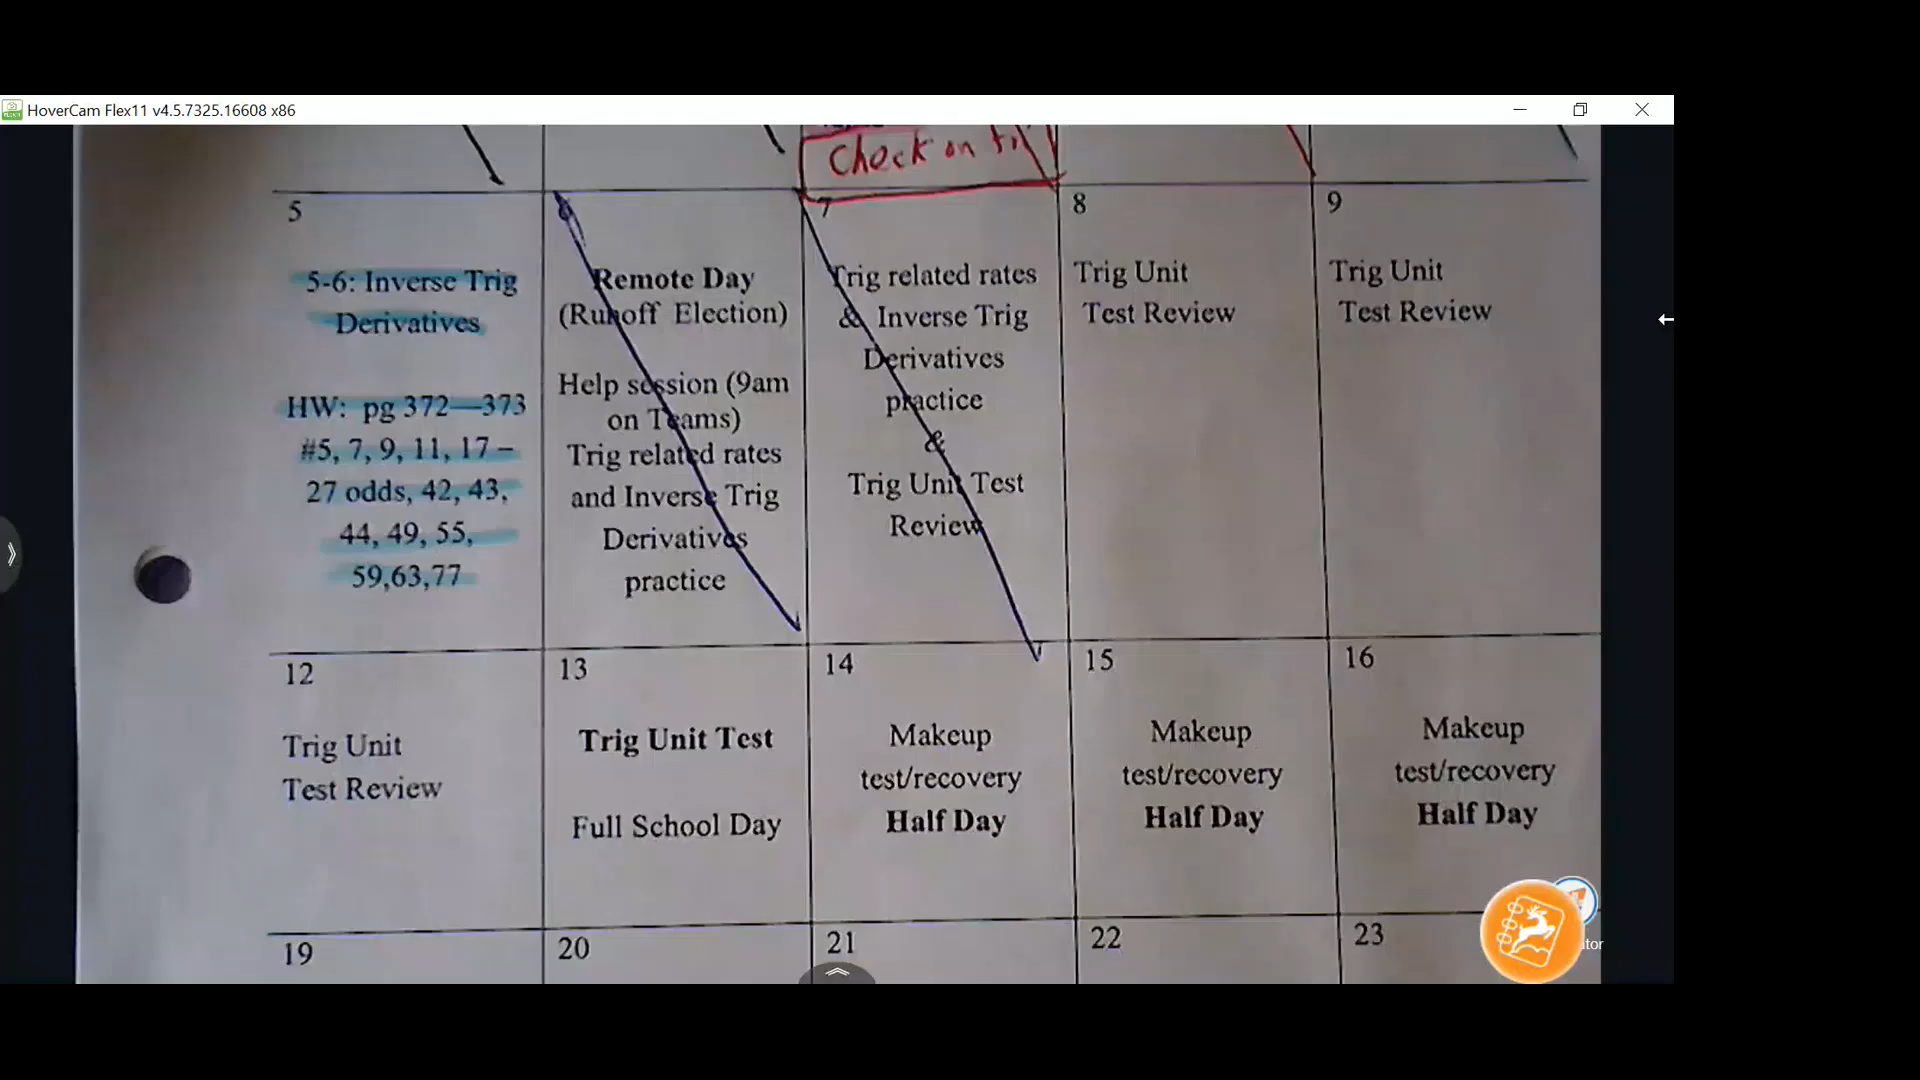 HoverCam Flex11 v4.5.7325.16608 x86
Check on
5
5-6: Inverse Trig
Derivatives
HW: pg 372—373
#5, 7, 9, 11, 17 –
27 odds, 42, 43,
44, 49, 55,
59,63,77
6
Remote Day
(Runoff Election)
Help session (9am
on Teams)
Trig related rates
and Inverse Trig
Derivatives
practice
7
Trig related rates
& Inverse Trig
Derivatives
practice
&
Trig Unit Test
Review
8
Trig Unit
Test Review
9
Trig Unit
Test Review
12
Trig Unit
Test Review
13
Trig Unit Test
Full School Day
14
Makeup
test/recovery
Half Day
15
Makeup
test/recovery
Half Day
16
Makeup
test/recovery
Half Day
19
20
21
22
23